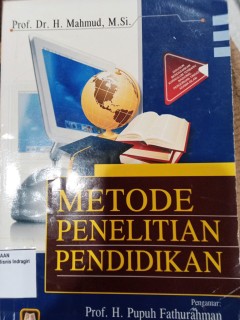 Prof. Dr. H. Mahmud, M.Si.
METODE
PENELITIAN
PENDIDIKAN
Pengantar:
Prof. H. Pupuh Fathurahman